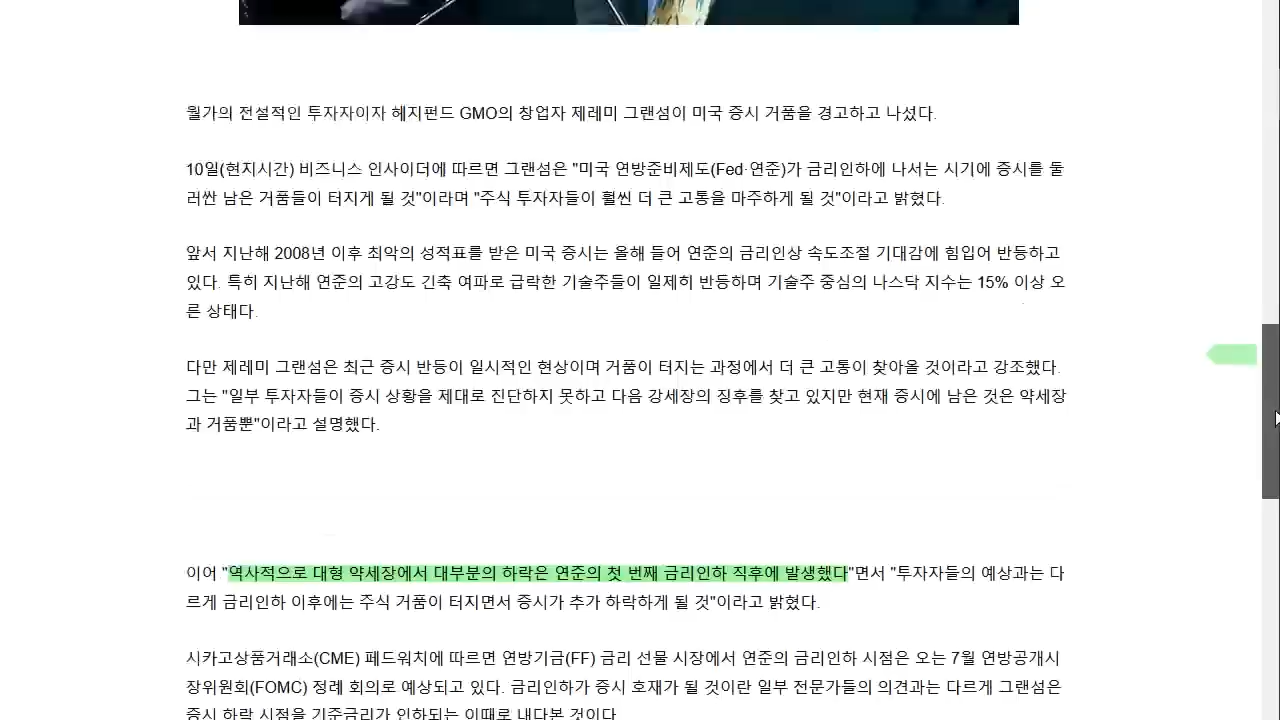 월가의 전설적인 투자자이자 헤지펀드 GMO의 창업자 제레미 그랜섬이 미국 증시 거품을 경고하고 나섰다.
10일(현지시간) 비즈니스 인사이더에 따르면 그랜섬은 "미국 연방준비제도(Fed·연준)가 금리인하에 나서는 시기에 증시를 둘
러싼 남은 거품들이 터지게 될 것"이라며 "주식 투자자들이 훨씬 더 큰 고통을 마주하게 될 것"이라고 밝혔다.
앞서 지난해 2008년 이후 최악의 성적표를 받은 미국 증시는 올해 들어 연준의 금리인상 속도조절 기대감에 힘입어 반등하고
있다. 특히 지난해 연준의 고강도 긴축 여파로 급락한 기술주들이 일제히 반등하며 기술주 중심의 나스닥 지수는 15% 이상 오
른 상태다.
다만 제레미 그랜섬은 최근 증시 반등이 일시적인 현상이며 거품이 터지는 과정에서 더 큰 고통이 찾아올 것이라고 강조했다.
그는 "일부 투자자들이 증시 상황을 제대로 진단하지 못하고 다음 강세장의 징후를 찾고 있지만 현재 증시에 남은 것은 약세장
과 거품뿐"이라고 설명했다.
이어 "역사적으로 대형 약세장에서 대부분의 하락은 연준의 첫 번째 금리인하 직후에 발생했다"면서 "투자자들의 예상과는 다
르게 금리인하 이후에는 주식 거품이 터지면서 증시가 추가 하락하게 될 것"이라고 밝혔다.
시카고상품거래소(CME) 페드워치에 따르면 연방기금(FF) 금리 선물 시장에서 연준의 금리인하 시점은 오는 7월 연방공개시
장위원회(FOMC) 정례 회의로 예상되고 있다. 금리인하가 증시 호재가 될 것이란 일부 전문가들의 의견과는 다르게 그랜섬은
증시 하락 시점을 기준금리가 인하되는 이때로 내다본 것이다